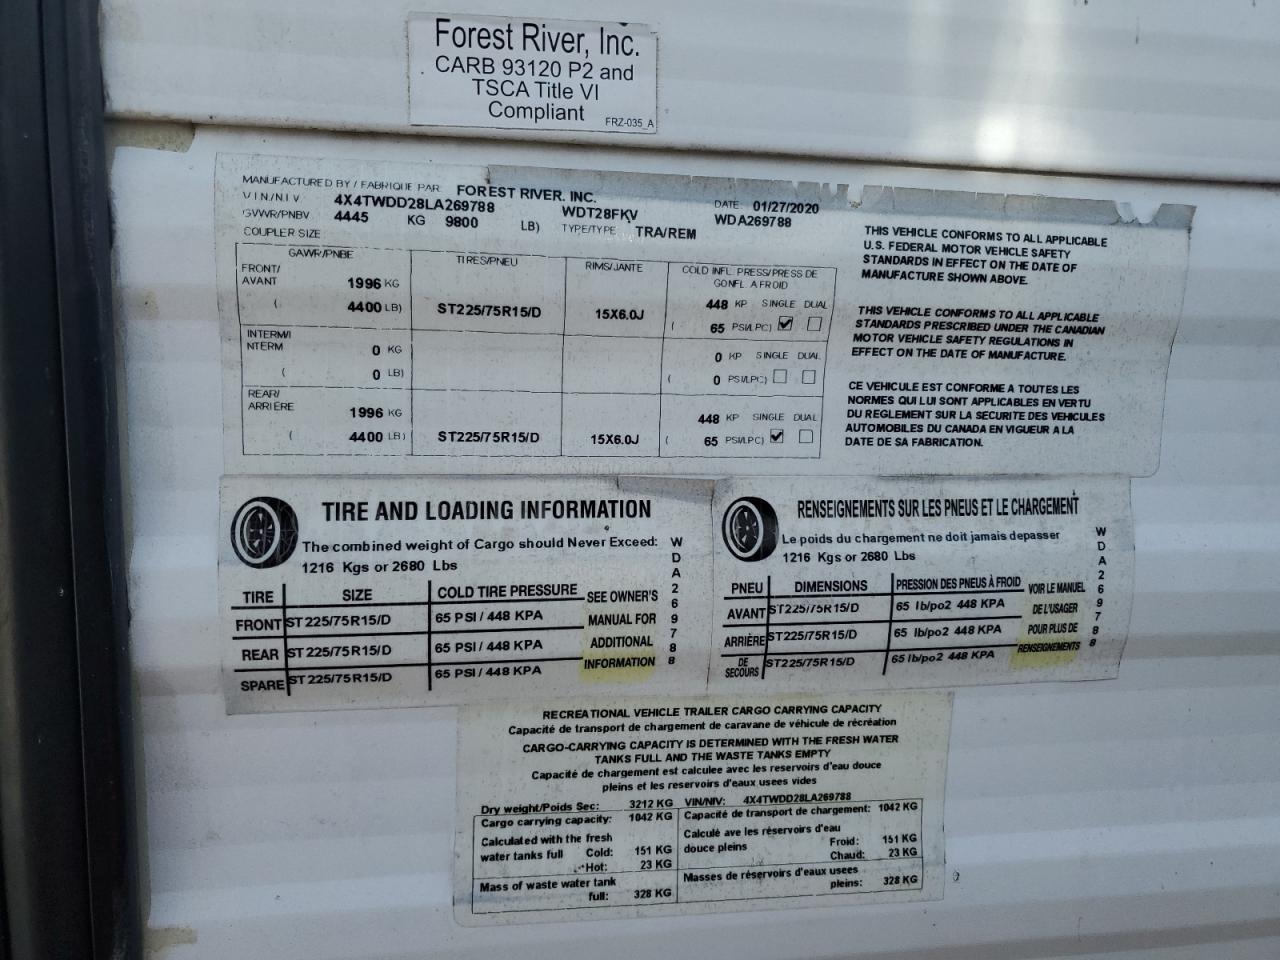 Forest River, Inc.
CARB 93120 P2 and
TSCA Title VI
Compliant
FRZ-035_A
MANUFACTURED BY / FABRIQUE PAR FOREST RIVER, INC.
DATE 01/27/2020
VIN/NIV 4X4TWDD28LA269788
WDT28FKV
WDA269788
GVWR/PNBV 4445 KG 9800 LB)
TYPE/TYPE TRA/REM
COUPLER SIZE
GAWR/PNBE TIRES/PNEU RIMS/JANTE COLD INFL. PRESS/PRESS DE
GONFL A FROID
FRONT/
AVANT 1996 KG
( 4400 LB) ST225/75R15/D 15X6.0J
448 KP SINGLE DUAL
( 65 PSI/LPC)
INTERM/I
NTERM 0 KG
( 0 LB)
0 KP SINGLE DUAL
( 0 PSI/LPC)
REAR/
ARRIERE 1996 KG
( 4400 LB) ST225/75R15/D 15X6.0J
448 KP SINGLE DUAL
( 65 PSI/LPC)
THIS VEHICLE CONFORMS TO ALL APPLICABLE
U.S. FEDERAL MOTOR VEHICLE SAFETY
STANDARDS IN EFFECT ON THE DATE OF
MANUFACTURE SHOWN ABOVE.
THIS VEHICLE CONFORMS TO ALL APPLICABLE
STANDARDS PRESCRIBED UNDER THE CANADIAN
MOTOR VEHICLE SAFETY REGULATIONS IN
EFFECT ON THE DATE OF MANUFACTURE.
CE VEHICULE EST CONFORME A TOUTES LES
NORMES QUI LUI SONT APPLICABLES EN VERTU
DU REGLEMENT SUR LA SECURITE DES VEHICULES
AUTOMOBILES DU CANADA EN VIGUEUR A LA
DATE DE SA FABRICATION.
TIRE AND LOADING INFORMATION
The combined weight of Cargo should Never Exceed:
1216 Kgs or 2680 Lbs
TIRE SIZE COLD TIRE PRESSURE
FRONT ST225/75R15/D 65 PSI / 448 KPA
REAR ST225/75R15/D 65 PSI / 448 KPA
SPARE ST225/75R15/D 65 PSI / 448 KPA
SEE OWNER'S
MANUAL FOR
ADDITIONAL
INFORMATION
WDA269788
RENSEIGNEMENTS SUR LES PNEUS ET LE CHARGEMENT
Le poids du chargement ne doit jamais depasser
1216 Kgs or 2680 Lbs
PNEU DIMENSIONS PRESSION DES PNEUS À FROID
AVANT ST225/75R15/D 65 lb/po2 448 KPA
ARRIÈRE ST225/75R15/D 65 lb/po2 448 KPA
DE
SECOURS ST225/75R15/D 65 lb/po2 448 KPA
VOIR LE MANUEL
DE L'USAGER
POUR PLUS DE
RENSEIGNEMENTS
WDA269788
RECREATIONAL VEHICLE TRAILER CARGO CARRYING CAPACITY
Capacité de transport de chargement de caravane de véhicule de récréation
CARGO-CARRYING CAPACITY IS DETERMINED WITH THE FRESH WATER
TANKS FULL AND THE WASTE TANKS EMPTY
Capacité de chargement est calculee avec les reservoirs d'eau douce
pleins et les reservoirs d'eaux usees vides
Dry weight/Poids Sec: 3212 KG VIN/NIV: 4X4TWDD28LA269788
Cargo carrying capacity: 1042 KG
Calculated with the fresh
water tanks full Cold: 151 KG
Hot: 23 KG
Mass of waste water tank
full: 328 KG
Capacité de transport de chargement: 1042 KG
Calculé ave les réservoirs d'eau
douce pleins Froid: 151 KG
Chaud: 23 KG
Masses de réservoirs d'eaux usees
pleins: 328 KG